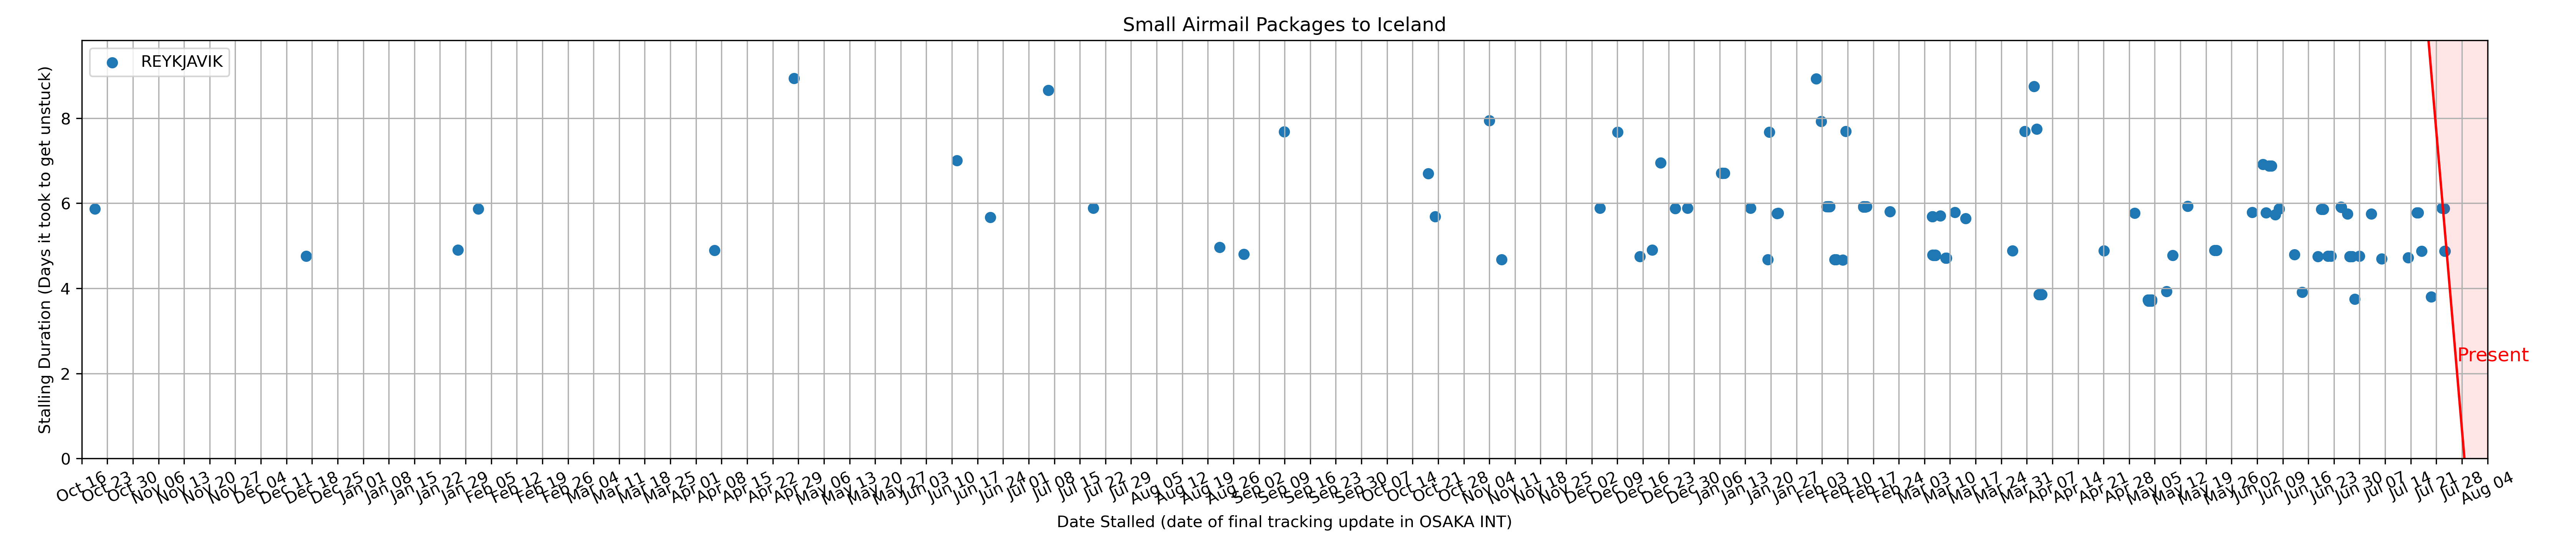 Small Airmail Packages to Iceland
REYKJAVIK
Stalling Duration (Days it took to get unstuck)
8
6
4
2
0
Present
Oct 16
Oct 23
Oct 30
Nov 06
Nov 13
Nov 20
Nov 27
Dec 04
Dec 11
Dec 18
Dec 25
Jan 01
Jan 08
Jan 15
Jan 22
Jan 29
Feb 05
Feb 12
Feb 19
Feb 26
Mar 04
Mar 11
Mar 18
Mar 25
Apr 01
Apr 08
Apr 15
Apr 22
Apr 29
May 06
May 13
May 20
May 27
Jun 03
Jun 10
Jun 17
Jun 24
Jul 01
Jul 08
Jul 15
Jul 22
Jul 29
Aug 05
Aug 12
Aug 19
Aug 26
Sep 02
Sep 09
Sep 16
Sep 23
Sep 30
Oct 07
Oct 14
Oct 21
Oct 28
Nov 04
Nov 11
Nov 18
Nov 25
Dec 02
Dec 09
Dec 16
Dec 23
Dec 30
Jan 06
Jan 13
Jan 20
Jan 27
Feb 03
Feb 10
Feb 17
Feb 24
Mar 03
Mar 10
Mar 17
Mar 24
Mar 31
Apr 07
Apr 14
Apr 21
Apr 28
May 05
May 12
May 19
May 26
Jun 02
Jun 09
Jun 16
Jun 23
Jun 30
Jul 07
Jul 14
Jul 21
Jul 28
Aug 04
Date Stalled (date of final tracking update in OSAKA INT)